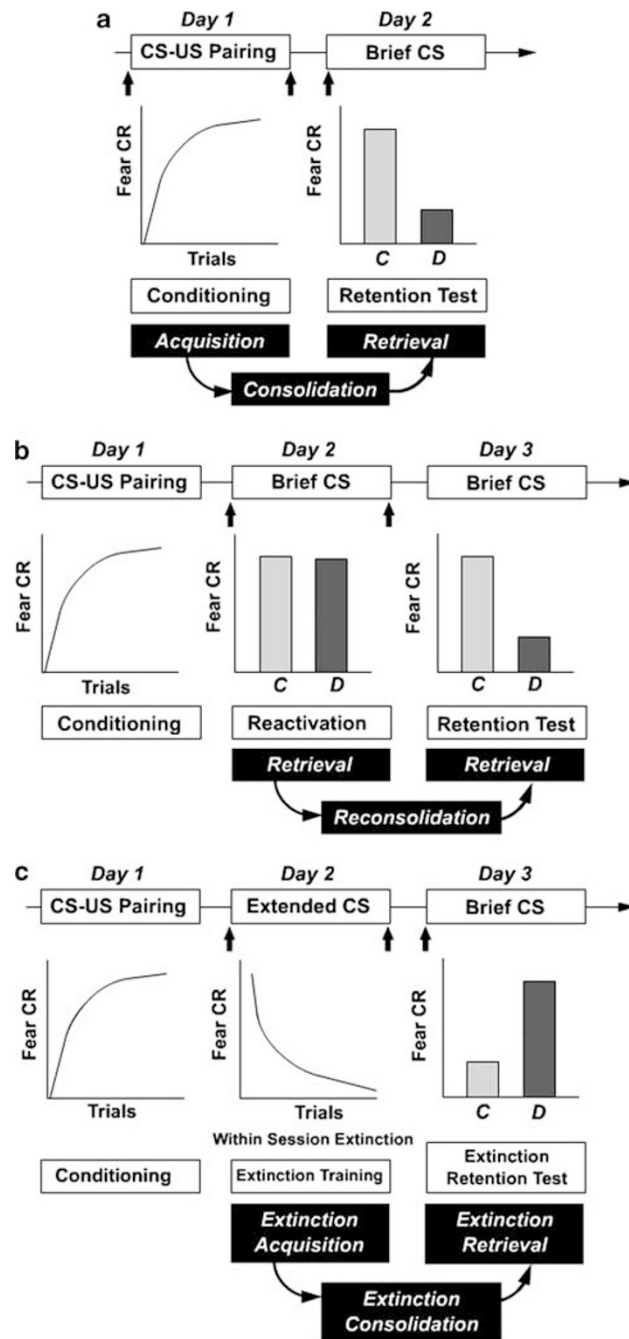 a
Day 1 Day 2
CS-US Pairing Brief CS
Fear CR Fear CR
C D
Trials
Conditioning Retention Test
Acquisition Retrieval
Consolidation
b
Day 1 Day 2 Day 3
CS-US Pairing Brief CS Brief CS
Fear CR Fear CR Fear CR
Trials C D C D
Conditioning Reactivation Retention Test
Retrieval Retrieval
Reconsolidation
c
Day 1 Day 2 Day 3
CS-US Pairing Extended CS Brief CS
Fear CR Fear CR Fear CR
Trials Trials C D
Within Session Extinction
Conditioning Extinction Training Extinction
Retention Test
Extinction Extinction
Acquisition Retrieval
Extinction
Consolidation